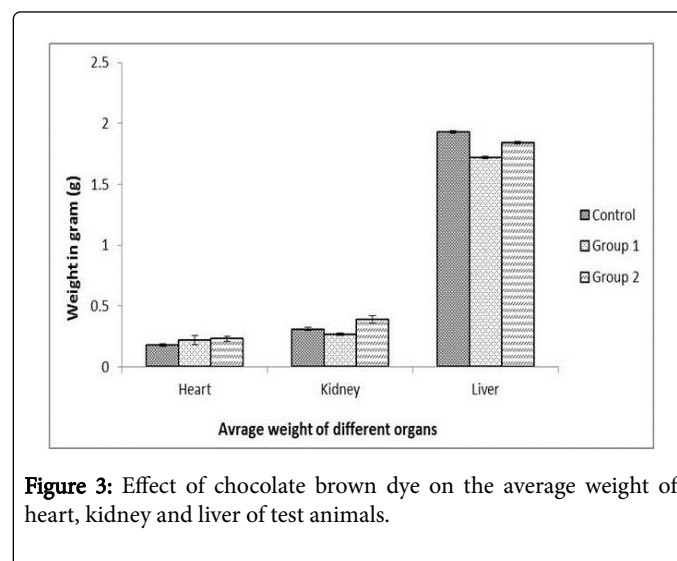 2.5
2
1.5
1
0.5
0
Weight in gram (g)
Heart Kidney Liver
Avrage weight of different organs
Control
Group 1
Group 2
Figure 3: Effect of chocolate brown dye on the average weight of
heart, kidney and liver of test animals.